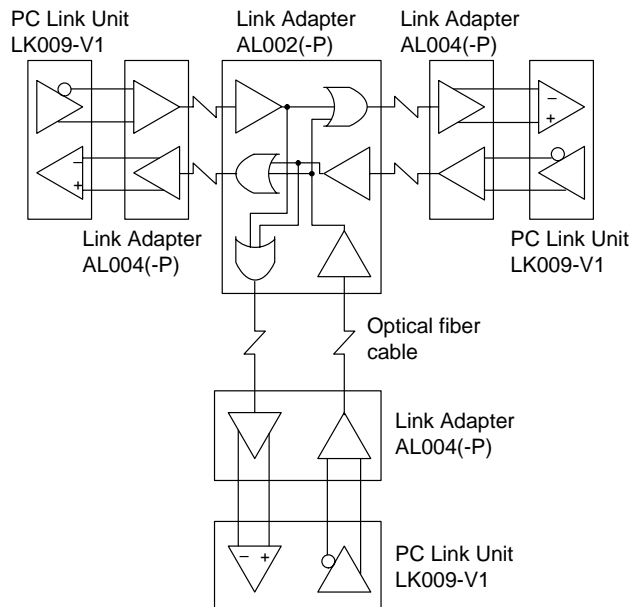 PC Link Unit
LK009-V1
Link Adapter
AL002(-P)
Link Adapter
AL004(-P)
−
+
−
+
Link Adapter
AL004(-P)
PC Link Unit
LK009-V1
Optical fiber
cable
Link Adapter
AL004(-P)
− +
PC Link Unit
LK009-V1